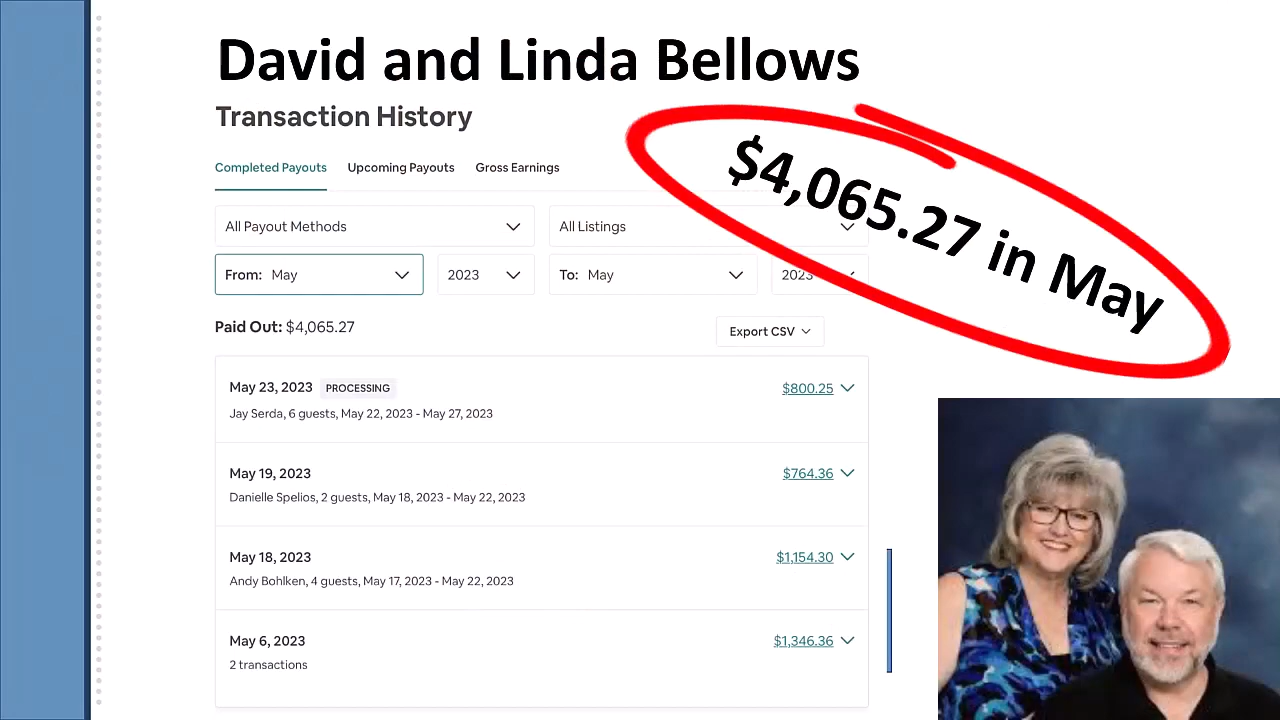 David and Linda Bellows
Transaction History
$4,065.27 in May
Completed Payouts Upcoming Payouts Gross Earnings
All Payout Methods All Listings
From: May 2023 To: May 2023
Paid Out: $4,065.27 Export CSV
May 23, 2023 PROCESSING $800.25
Jay Serda, 6 guests, May 22, 2023 - May 27, 2023
May 19, 2023 $764.36
Danielle Spelios, 2 guests, May 18, 2023 - May 22, 2023
May 18, 2023 $1,154.30
Andy Bohlken, 4 guests, May 17, 2023 - May 22, 2023
May 6, 2023 $1,346.36
2 transactions